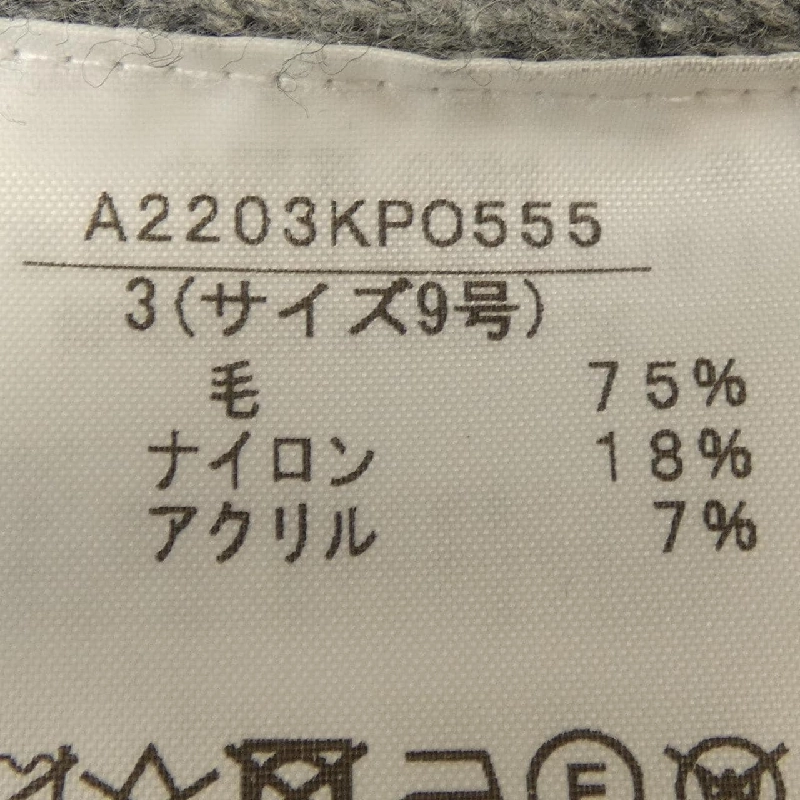 A2203KPO555
3(サイズ9号)
毛 75%
ナイロン 18%
アクリル 7%
F